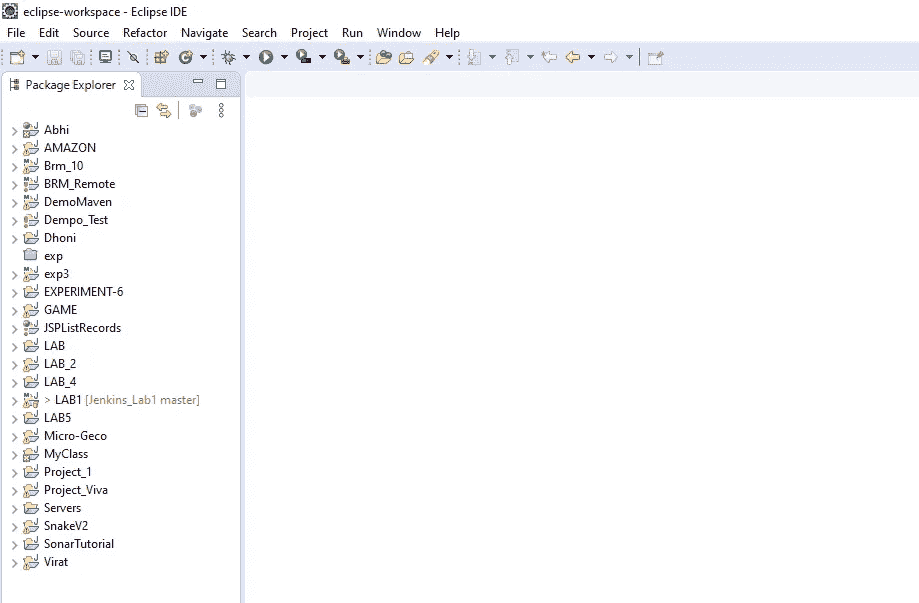 eclipse-workspace - Eclipse IDE
File Edit Source Refactor Navigate Search Project Run Window Help
Package Explorer
Abhi
AMAZON
Brm_10
BRM_Remote
DemoMaven
Dempo_Test
Dhoni
exp
exp3
EXPERIMENT-6
GAME
JSPListRecords
LAB
LAB_2
LAB_4
> LAB1 [Jenkins_Lab1 master]
LAB5
Micro-Geco
MyClass
Project_1
Project_Viva
Servers
SnakeV2
SonarTutorial
Virat